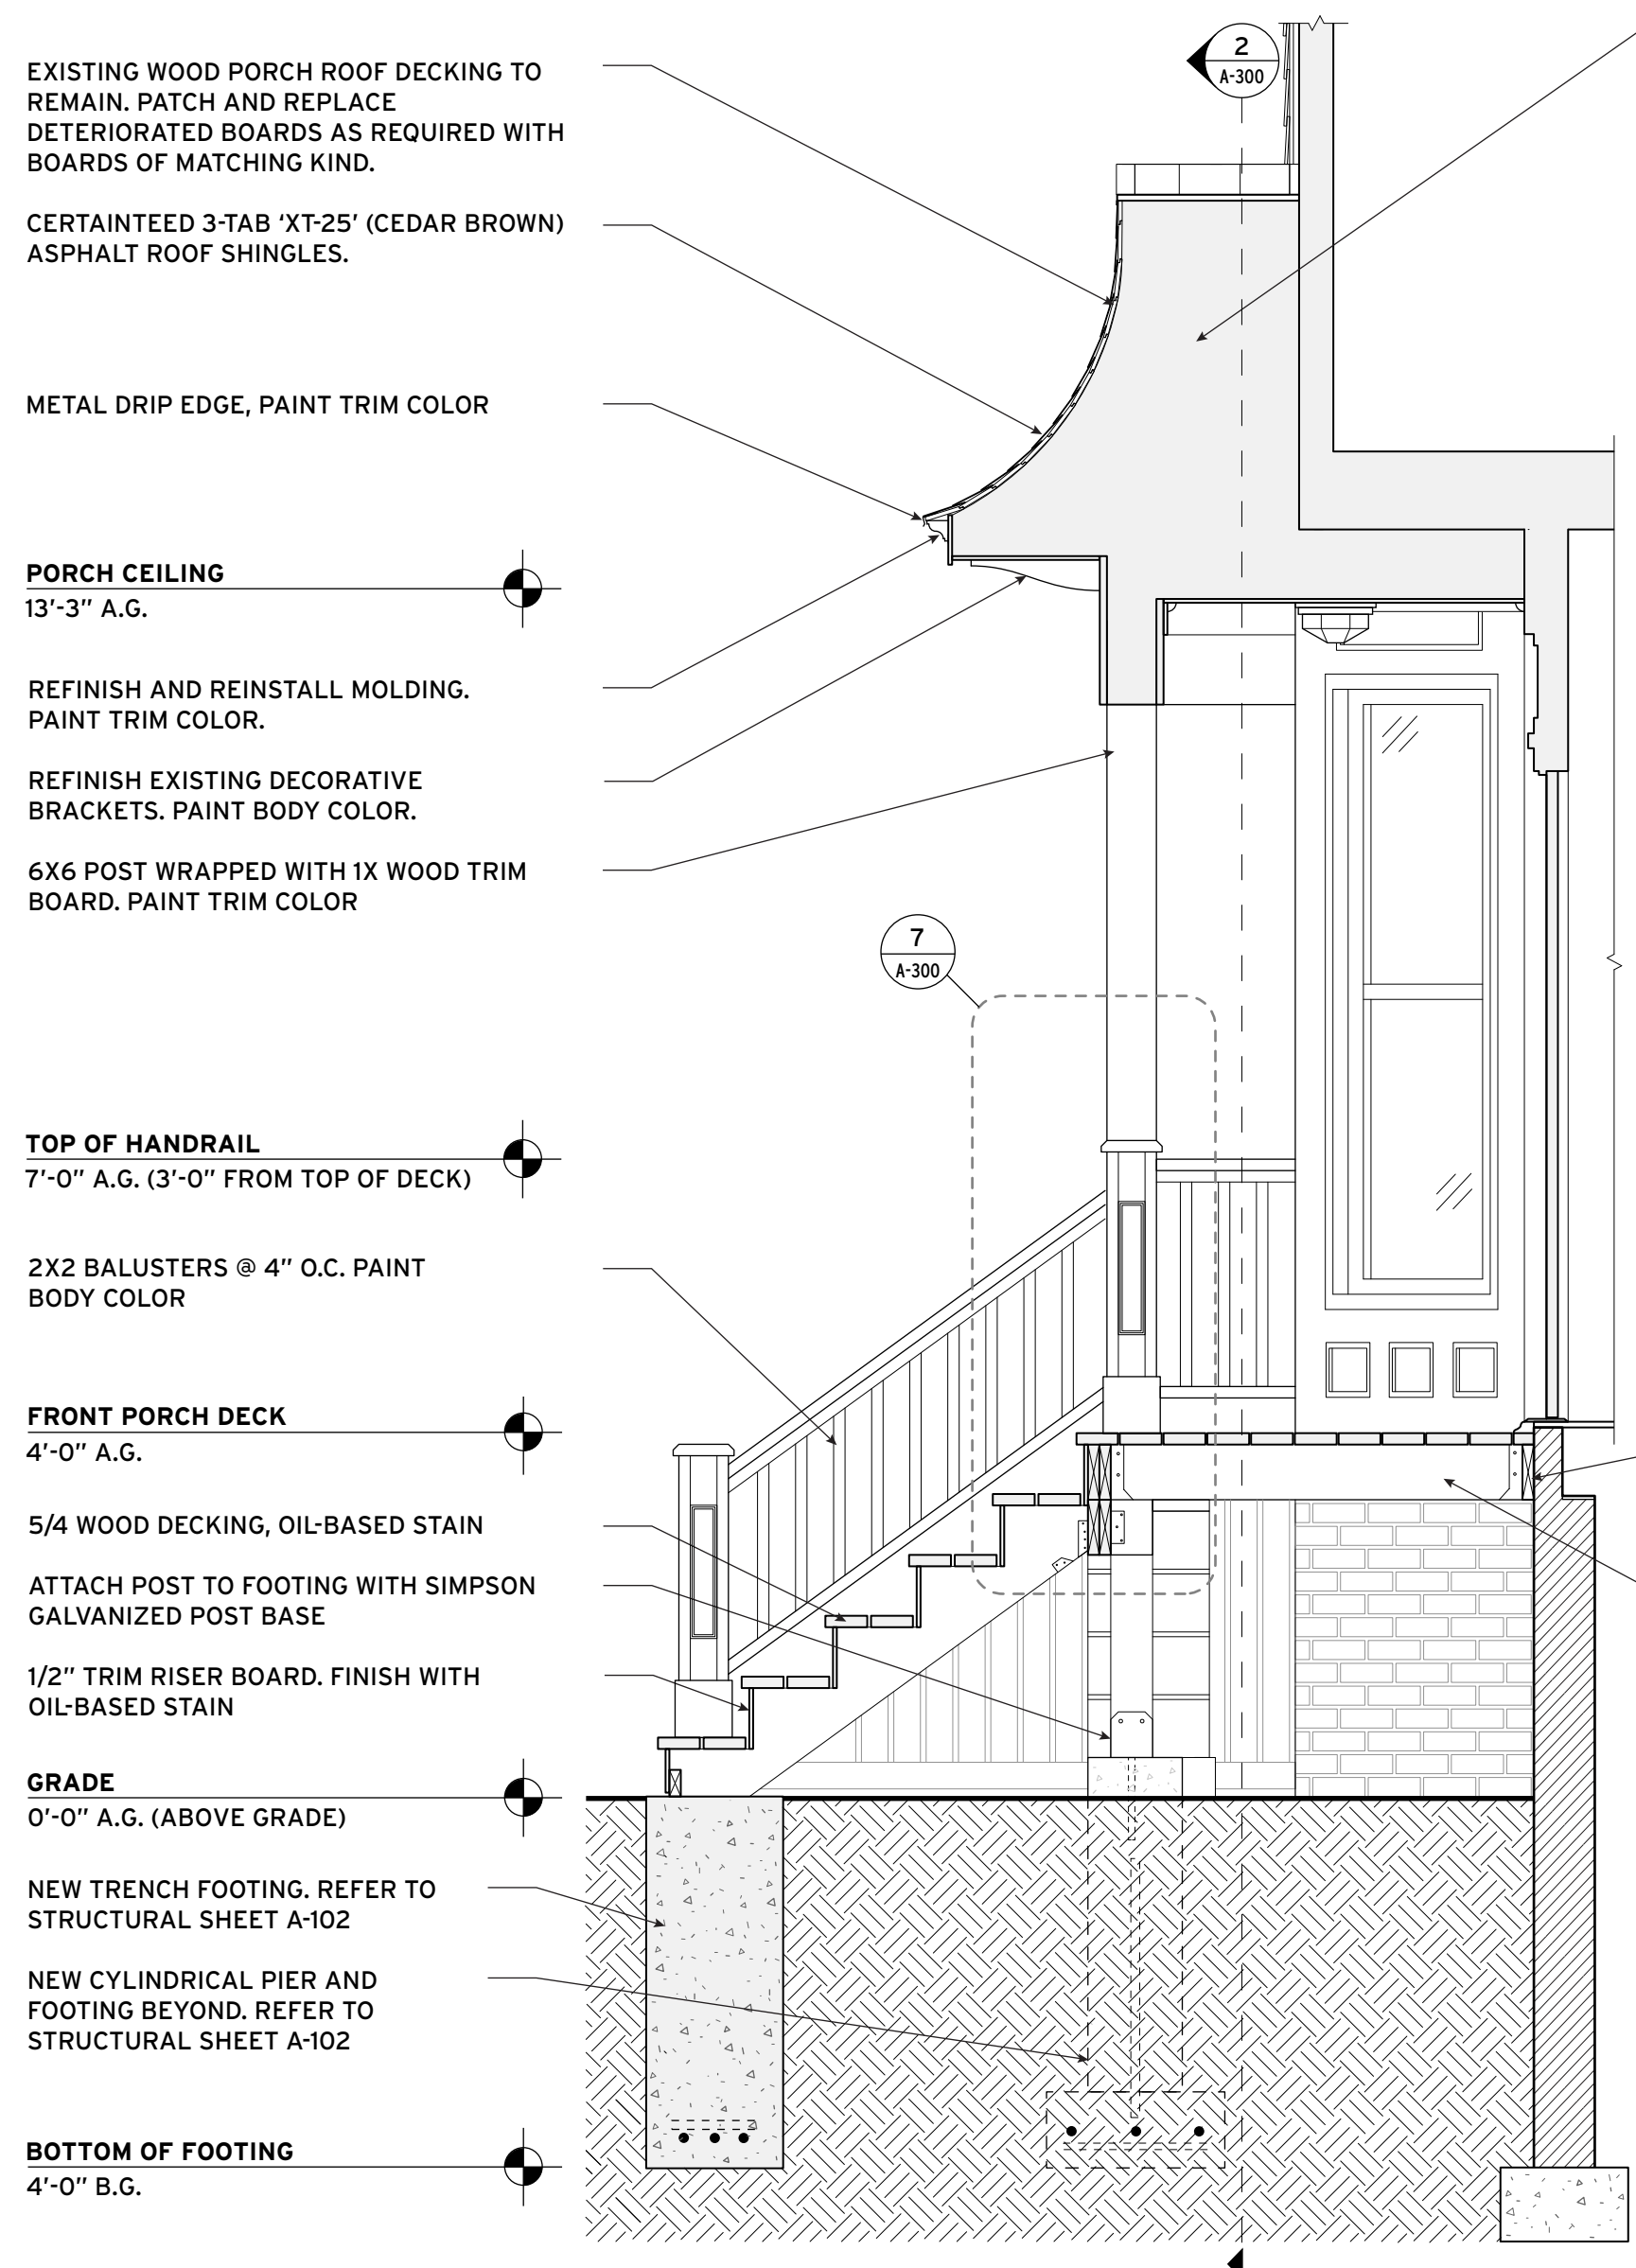 2
A-300
EXISTING WOOD PORCH ROOF DECKING TO
REMAIN. PATCH AND REPLACE
DETERIORATED BOARDS AS REQUIRED WITH
BOARDS OF MATCHING KIND.
CERTAINTEED 3-TAB ‘XT-25’ (CEDAR BROWN)
ASPHALT ROOF SHINGLES.
METAL DRIP EDGE, PAINT TRIM COLOR
PORCH CEILING
13’-3” A.G.
REFINISH AND REINSTALL MOLDING.
PAINT TRIM COLOR.
REFINISH EXISTING DECORATIVE
BRACKETS. PAINT BODY COLOR.
6X6 POST WRAPPED WITH 1X WOOD TRIM
BOARD. PAINT TRIM COLOR
7
A-300
TOP OF HANDRAIL
7’-0” A.G. (3’-0” FROM TOP OF DECK)
2X2 BALUSTERS @ 4” O.C. PAINT
BODY COLOR
FRONT PORCH DECK
4’-0” A.G.
5/4 WOOD DECKING, OIL-BASED STAIN
ATTACH POST TO FOOTING WITH SIMPSON
GALVANIZED POST BASE
1/2” TRIM RISER BOARD. FINISH WITH
OIL-BASED STAIN
GRADE
0’-0” A.G. (ABOVE GRADE)
NEW TRENCH FOOTING. REFER TO
STRUCTURAL SHEET A-102
NEW CYLINDRICAL PIER AND
FOOTING BEYOND. REFER TO
STRUCTURAL SHEET A-102
BOTTOM OF FOOTING
4’-0” B.G.